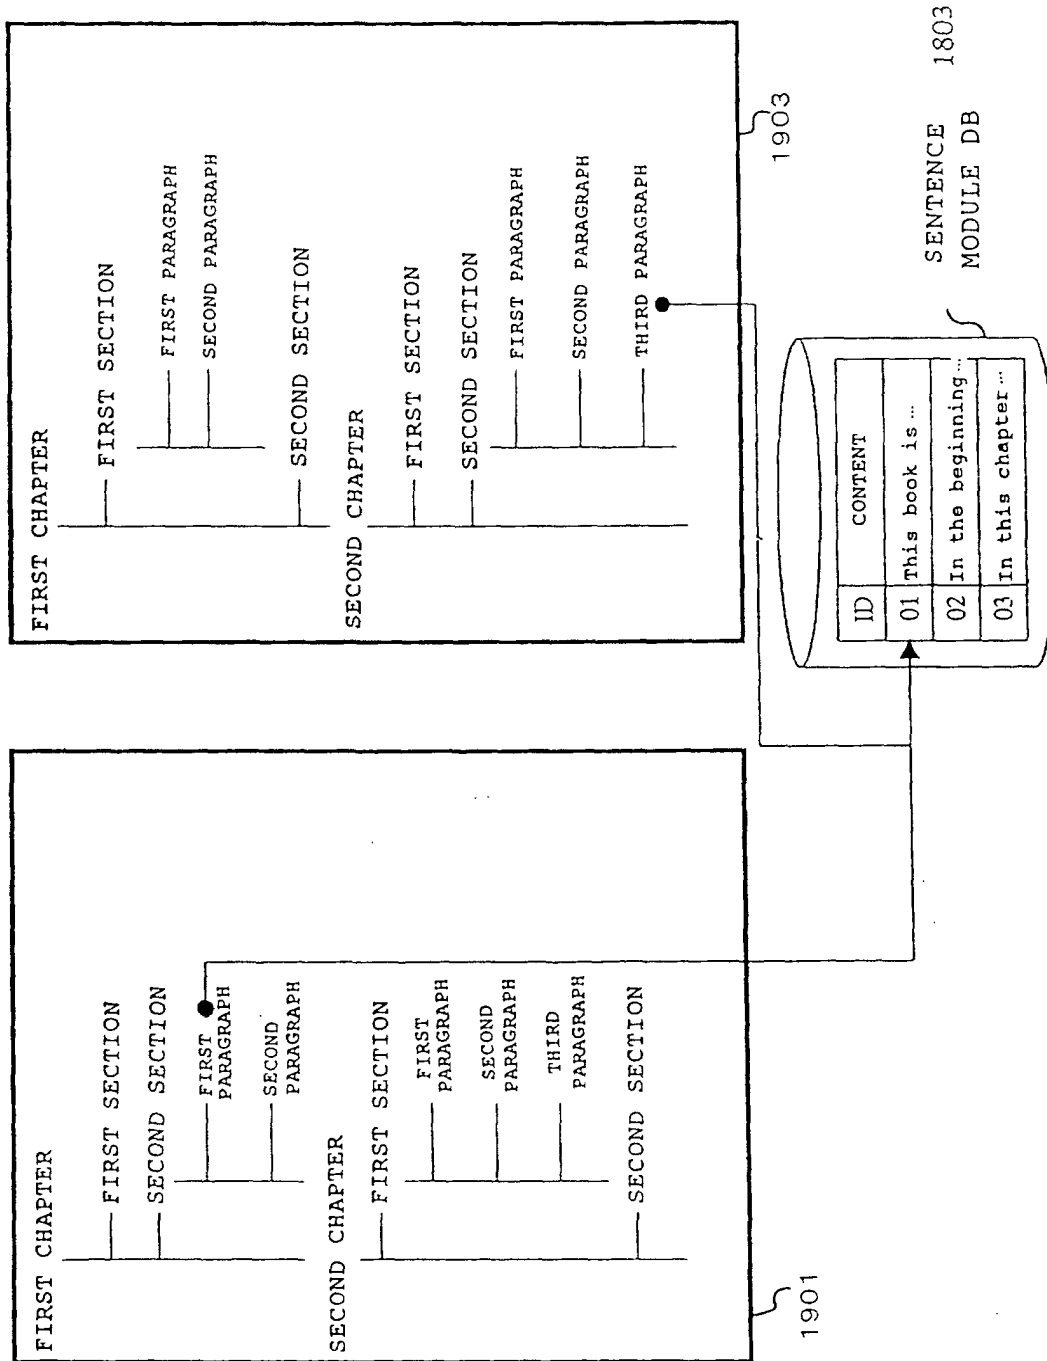 FIRST CHAPTER
FIRST SECTION
SECOND SECTION
FIRST
PARAGRAPH
SECOND
PARAGRAPH
SECOND CHAPTER
FIRST SECTION
FIRST
PARAGRAPH
SECOND
PARAGRAPH
THIRD
PARAGRAPH
SECOND SECTION
1901
FIRST CHAPTER
FIRST SECTION
FIRST PARAGRAPH
SECOND PARAGRAPH
SECOND SECTION
SECOND CHAPTER
FIRST SECTION
SECOND SECTION
FIRST PARAGRAPH
SECOND PARAGRAPH
THIRD PARAGRAPH
1903
ID CONTENT
01 This book is...
02 In the beginning...
03 In this chapter...
SENTENCE 1803
MODULE DB